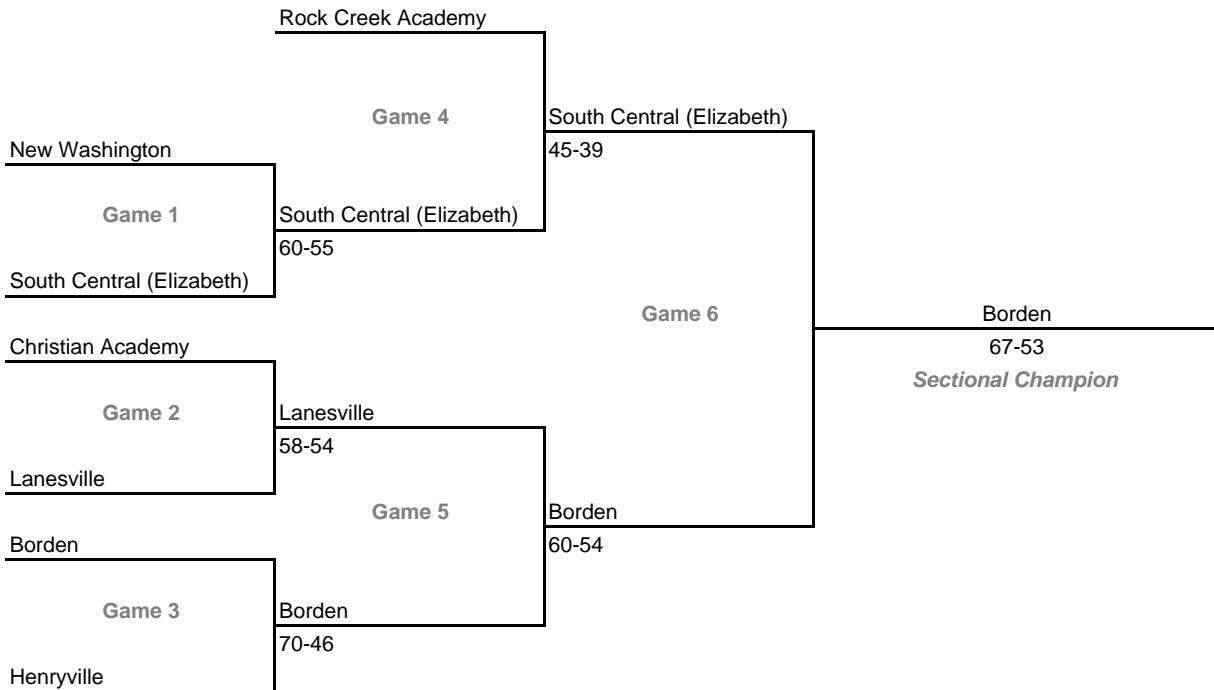 Rock Creek Academy
Game 4
South Central (Elizabeth)
New Washington
45-39
Game 1
South Central (Elizabeth)
60-55
South Central (Elizabeth)
Game 6
Borden
Christian Academy
67-53
Sectional Champion
Game 2
Lanesville
58-54
Lanesville
Game 5
Borden
Borden
60-54
Game 3
Borden
70-46
Henryville